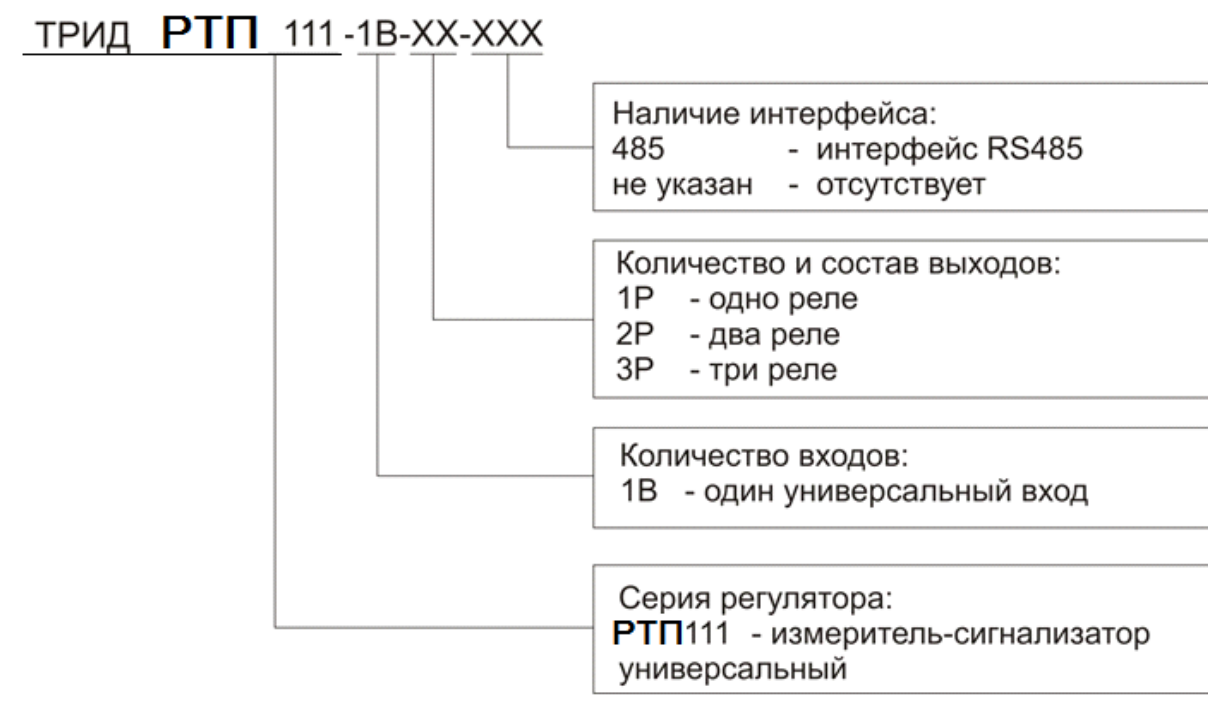 ТРИД РТП 111 -1В-ХХ-ХХХ
Наличие интерфейса:
485 - интерфейс RS485
не указан - отсутствует
Количество и состав выходов:
1Р - одно реле
2Р - два реле
3Р - три реле
Количество входов:
1В - один универсальный вход
Серия регулятора:
РТП111 - измеритель-сигнализатор
универсальный